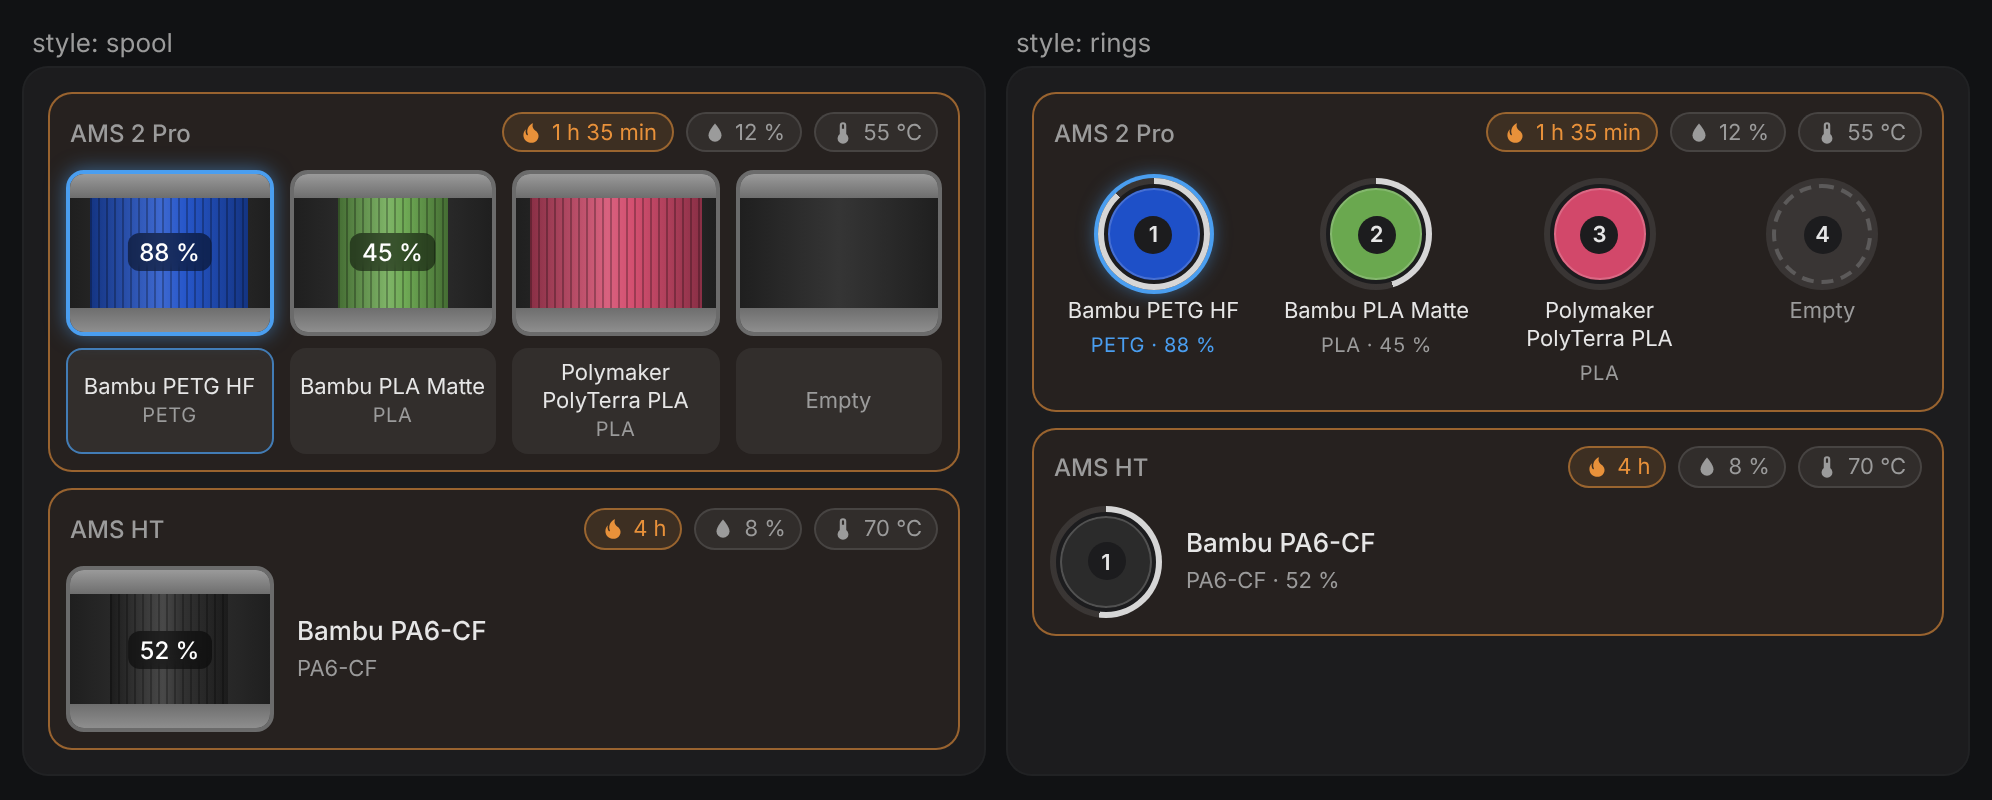 style: spool
AMS 2 Pro
1 h 35 min
12 %
55 °C
88 %
45 %
Bambu PETG HF
PETG
Bambu PLA Matte
PLA
Polymaker
PolyTerra PLA
PLA
Empty
AMS HT
4 h
8 %
70 °C
52 %
Bambu PA6-CF
PA6-CF
style: rings
AMS 2 Pro
1 h 35 min
12 %
55 °C
1
2
3
4
Bambu PETG HF
PETG · 88 %
Bambu PLA Matte
PLA · 45 %
Polymaker
PolyTerra PLA
PLA
Empty
AMS HT
4 h
8 %
70 °C
1
Bambu PA6-CF
PA6-CF · 52 %